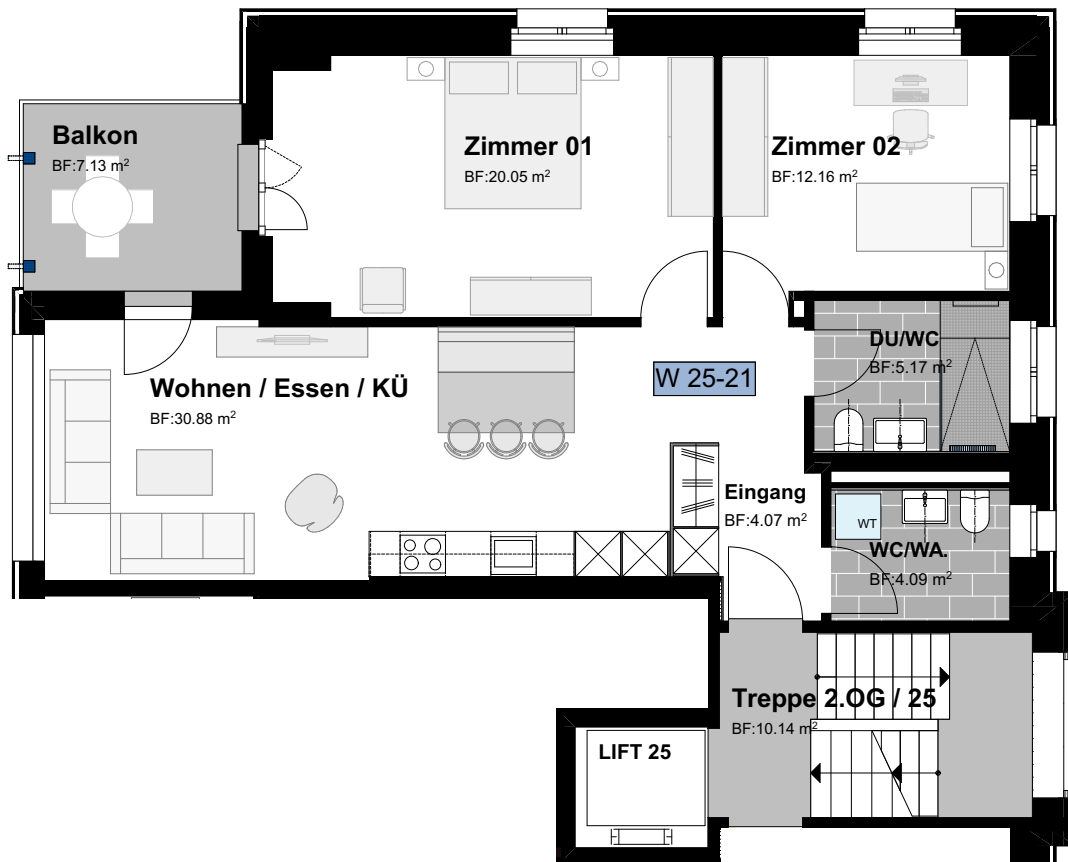 Balkon
BF:7.13 m²
Zimmer 01
BF:20.05 m²
Zimmer 02
BF:12.16 m²
DU/WC
BF:5.17 m²
W 25-21
Wohnen / Essen / KÜ
BF:30.88 m²
Eingang
BF:4.07 m²
WT
WC/WA.
BF:4.09 m²
Treppe 2.OG / 25
BF:10.14 m²
LIFT 25